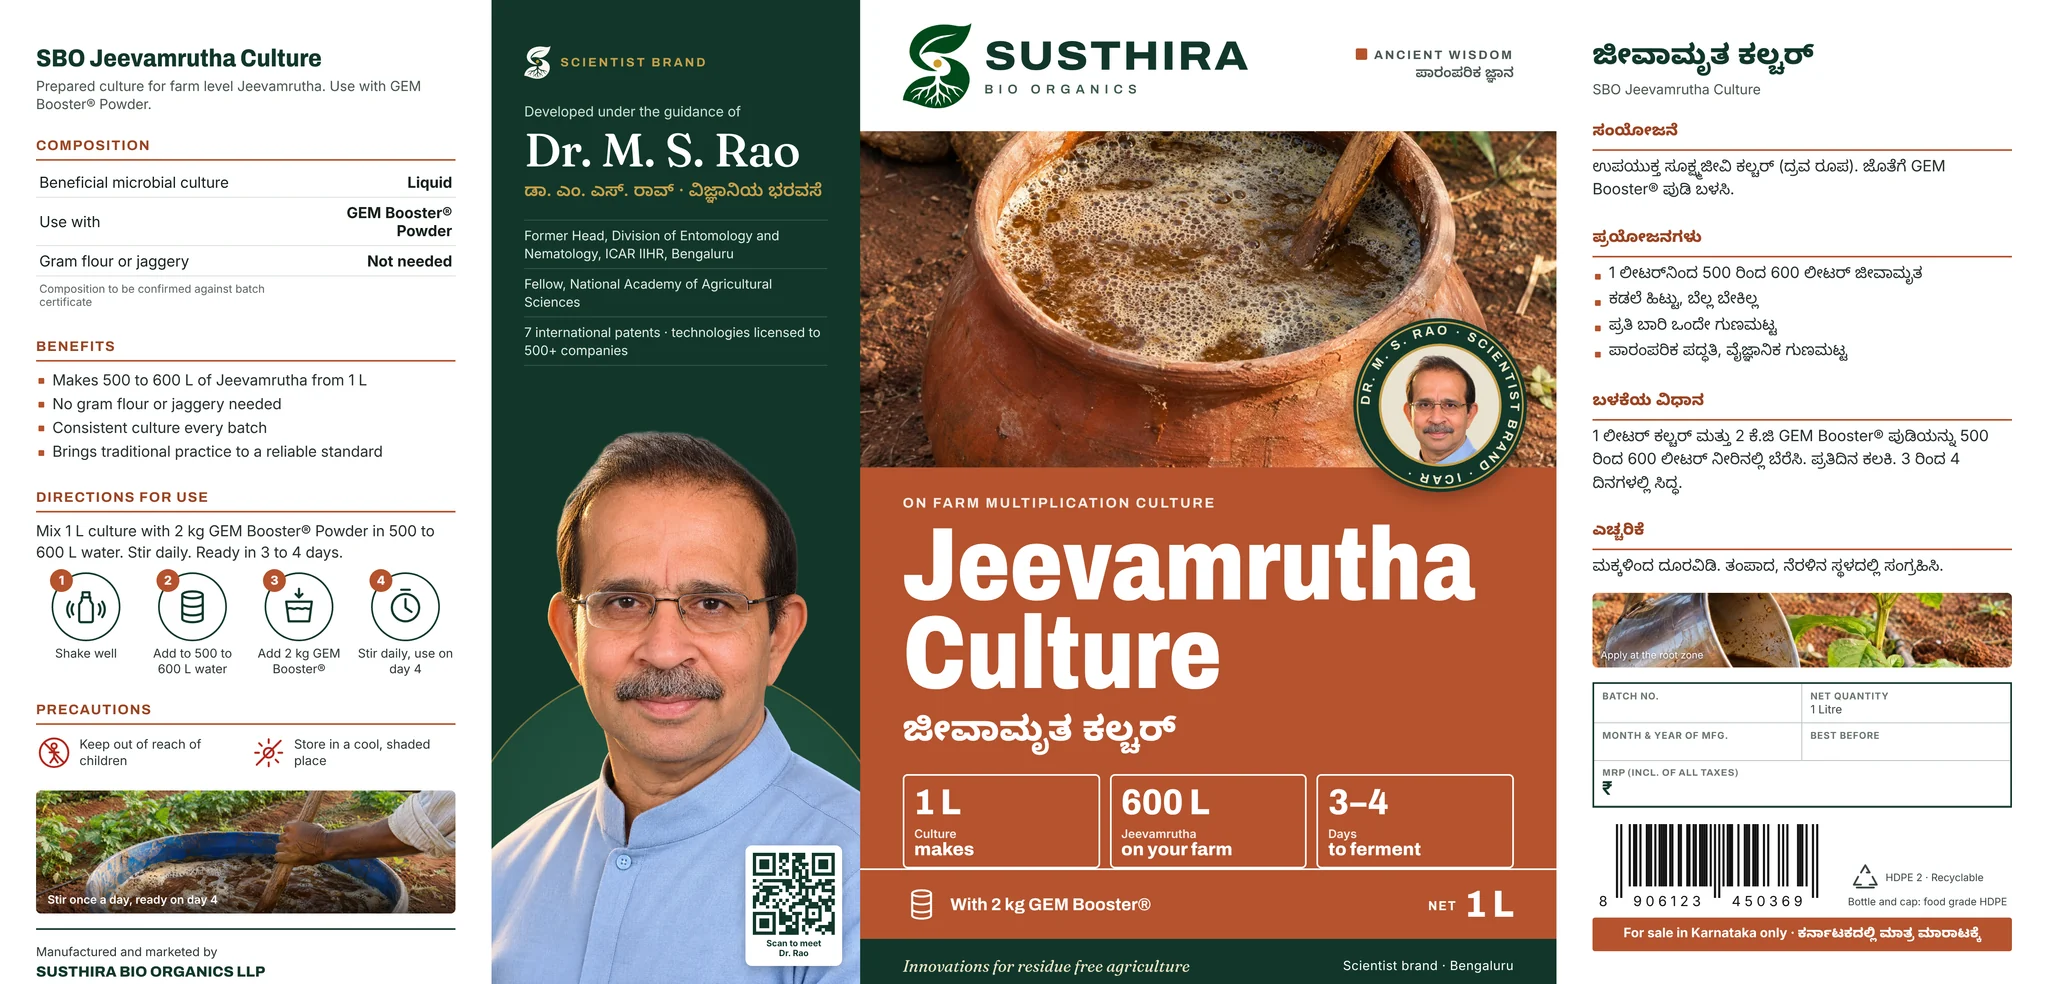 SBO Jeevamrutha Culture
Prepared culture for farm level Jeevamrutha. Use with GEM
Booster® Powder.
COMPOSITION
Beneficial microbial culture Liquid
Use with GEM Booster®
Powder
Gram flour or jaggery Not needed
Composition to be confirmed against batch
certificate
BENEFITS
Makes 500 to 600 L of Jeevamrutha from 1 L
No gram flour or jaggery needed
Consistent culture every batch
Brings traditional practice to a reliable standard
DIRECTIONS FOR USE
Mix 1 L culture with 2 kg GEM Booster® Powder in 500 to
600 L water. Stir daily. Ready in 3 to 4 days.
1 2 3 4
Shake well
Add to 500 to
600 L water
Add 2 kg GEM
Booster®
Stir daily, use on
day 4
PRECAUTIONS
Keep out of reach of
children
Store in a cool, shaded
place
Stir once a day, ready on day 4
Manufactured and marketed by
SUSTHIRA BIO ORGANICS LLP
SCIENTIST BRAND
Developed under the guidance of
Dr. M. S. Rao
ಡಾ. ಎಂ. ಎಸ್. ರಾವ್ · ವಿಜ್ಞಾನಿಯ ಭರವಸೆ
Former Head, Division of Entomology and
Nematology, ICAR IIHR, Bengaluru
Fellow, National Academy of Agricultural
Sciences
7 international patents · technologies licensed to
500+ companies
Scan to meet
Dr. Rao
SUSTHIRA
BIO ORGANICS
ANCIENT WISDOM
ಪಾರಂಪರಿಕ ಜ್ಞಾನ
DR. M. S. RAO · SCIENTIST BRAND · ICAR ·
ON FARM MULTIPLICATION CULTURE
Jeevamrutha
Culture
ಜೀವಾಮೃತ ಕಲ್ಚರ್
1 L
Culture
makes
600 L
Jeevamrutha
on your farm
3–4
Days
to ferment
With 2 kg GEM Booster®
NET 1 L
Innovations for residue free agriculture
Scientist brand · Bengaluru
ಜೀವಾಮೃತ ಕಲ್ಚರ್
SBO Jeevamrutha Culture
ಸಂಯೋಜನೆ
ಉಪಯುಕ್ತ ಸೂಕ್ಷ್ಮಜೀವಿ ಕಲ್ಚರ್ (ದ್ರವ ರೂಪ). ಜೊತೆಗೆ GEM
Booster® ಪುಡಿ ಬಳಸಿ.
ಪ್ರಯೋಜನಗಳು
1 ಲೀಟರ್‌ನಿಂದ 500 ರಿಂದ 600 ಲೀಟರ್ ಜೀವಾಮೃತ
ಕಡಲೆ ಹಿಟ್ಟು, ಬೆಲ್ಲ ಬೇಕಿಲ್ಲ
ಪ್ರತಿ ಬಾರಿ ಒಂದೇ ಗುಣಮಟ್ಟ
ಪಾರಂಪರಿಕ ಪದ್ಧತಿ, ವೈಜ್ಞಾನಿಕ ಗುಣಮಟ್ಟ
ಬಳಕೆಯ ವಿಧಾನ
1 ಲೀಟರ್ ಕಲ್ಚರ್ ಮತ್ತು 2 ಕೆ.ಜಿ GEM Booster® ಪುಡಿಯನ್ನು 500
ರಿಂದ 600 ಲೀಟರ್ ನೀರಿನಲ್ಲಿ ಬೆರೆಸಿ. ಪ್ರತಿದಿನ ಕಲಕಿ. 3 ರಿಂದ 4
ದಿನಗಳಲ್ಲಿ ಸಿದ್ಧ.
ಎಚ್ಚರಿಕೆ
ಮಕ್ಕಳಿಂದ ದೂರವಿಡಿ. ತಂಪಾದ, ನೆರಳಿನ ಸ್ಥಳದಲ್ಲಿ ಸಂಗ್ರಹಿಸಿ.
Apply at the root zone
BATCH NO.
NET QUANTITY
1 Litre
MONTH & YEAR OF MFG.
BEST BEFORE
MRP (INCL. OF ALL TAXES)
₹
8 906123 450369
HDPE 2 · Recyclable
Bottle and cap: food grade HDPE
For sale in Karnataka only · ಕರ್ನಾಟಕದಲ್ಲಿ ಮಾತ್ರ ಮಾರಾಟಕ್ಕೆ